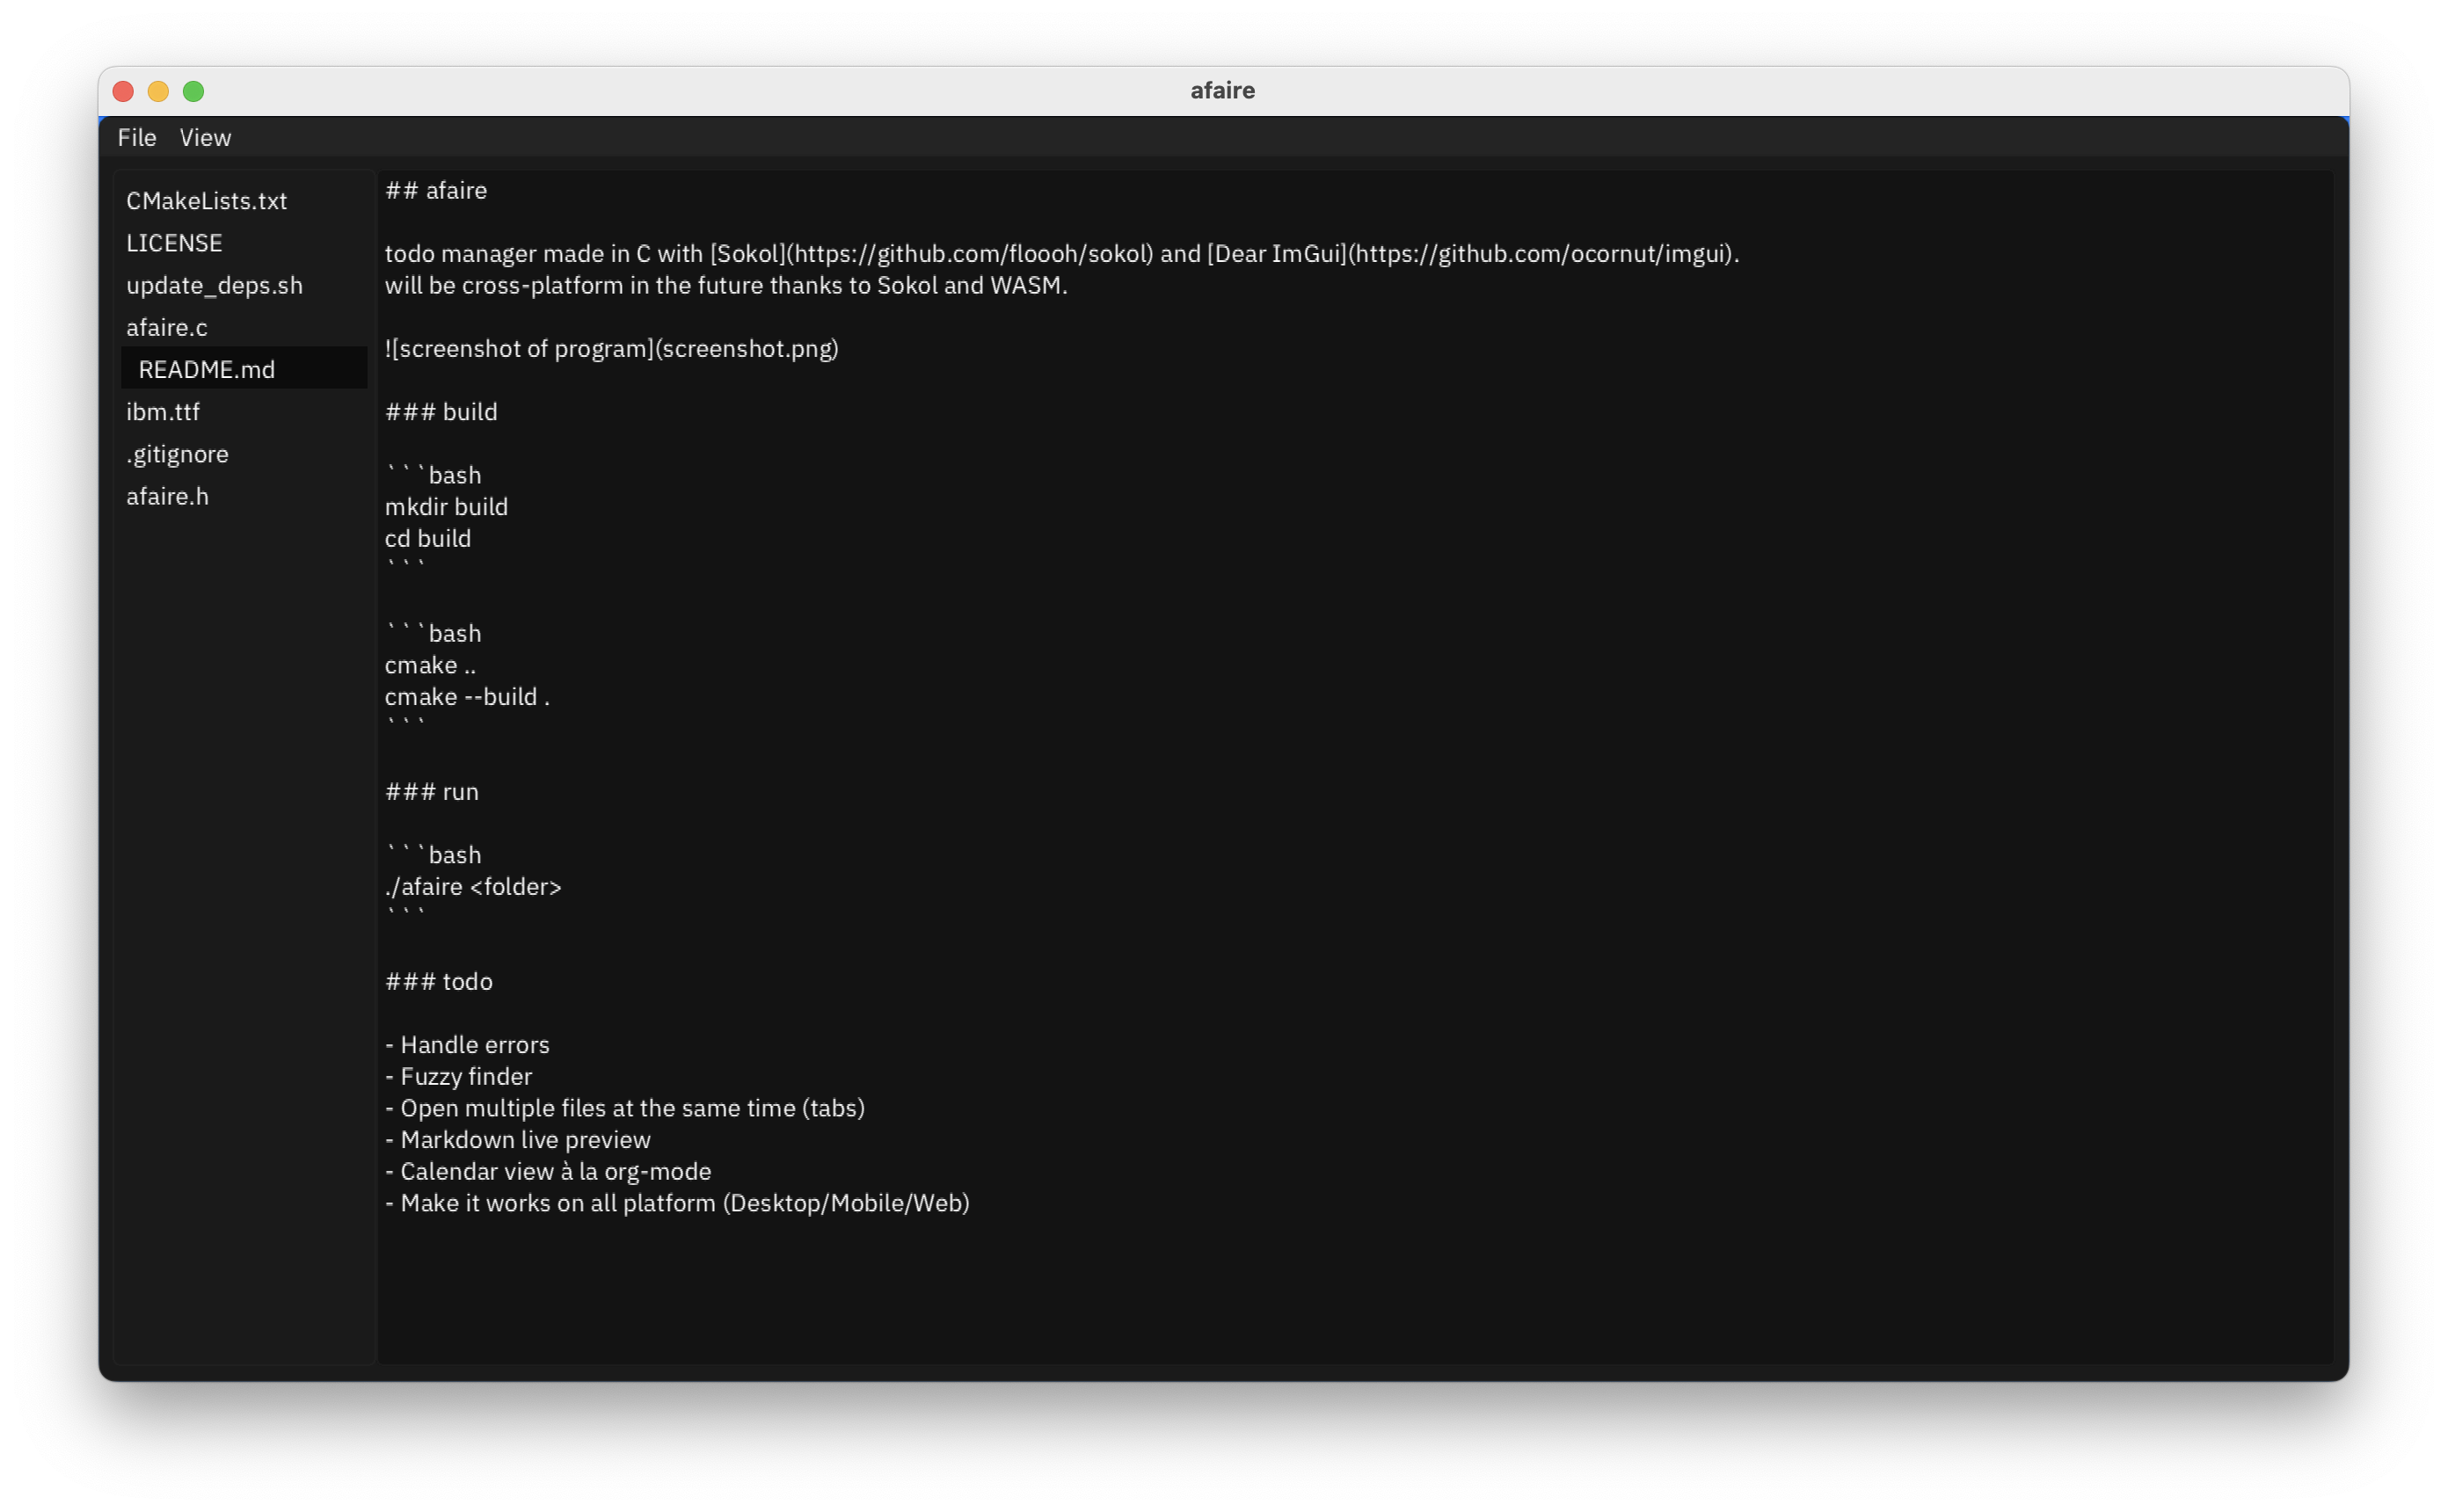 afaire
File View
CMakeLists.txt
LICENSE
update_deps.sh
afaire.c
README.md
ibm.ttf
.gitignore
afaire.h
## afaire
todo manager made in C with [Sokol](https://github.com/floooh/sokol) and [Dear ImGui](https://github.com/ocornut/imgui).
will be cross-platform in the future thanks to Sokol and WASM.
![screenshot of program](screenshot.png)
### build
```bash
mkdir build
cd build
```
```bash
cmake ..
cmake --build .
```
### run
```bash
./afaire <folder>
```
### todo
- Handle errors
- Fuzzy finder
- Open multiple files at the same time (tabs)
- Markdown live preview
- Calendar view à la org-mode
- Make it works on all platform (Desktop/Mobile/Web)